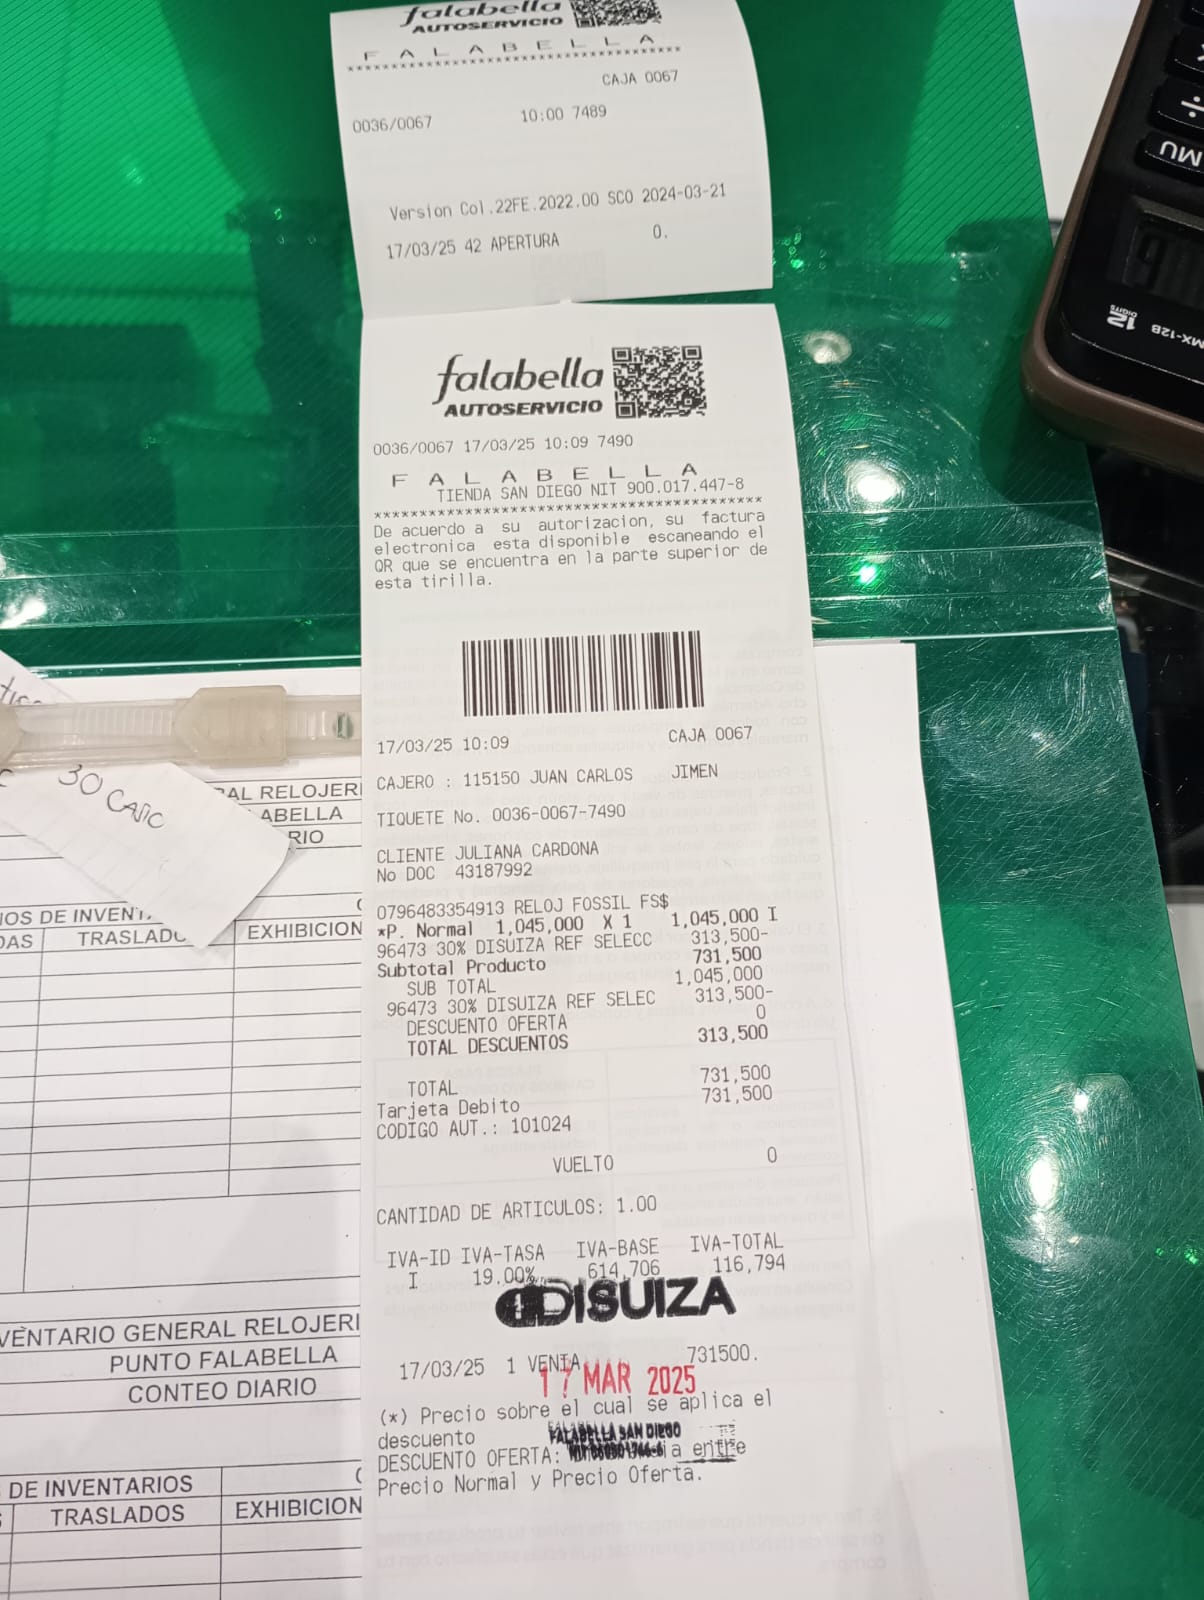 falabella
AUTOSERVICIO
F A L A B E L L A
****************************************
CAJA 0067
0036/0067 10:00 7489
Version Col.22FE.2022.00 SCO 2024-03-21
17/03/25 42 APERTURA 0.
falabella
AUTOSERVICIO
0036/0067 17/03/25 10:09 7490
F A L A B E L L A
TIENDA SAN DIEGO NIT 900.017.447-8
****************************************
De acuerdo a su autorizacion, su factura
electronica esta disponible escaneando el
QR que se encuentra en la parte superior de
esta tirilla.
17/03/25 10:09 CAJA 0067
CAJERO : 115150 JUAN CARLOS JIMEN
TIQUETE No. 0036-0067-7490
CLIENTE JULIANA CARDONA
No DOC 43187992
0796483354913 RELOJ FOSSIL FS$
*P. Normal 1,045,000 X 1 1,045,000 I
96473 30% DISUIZA REF SELECC 313,500-
Subtotal Producto 731,500
SUB TOTAL 1,045,000
96473 30% DISUIZA REF SELEC 313,500-
DESCUENTO OFERTA 0
TOTAL DESCUENTOS 313,500
TOTAL 731,500
Tarjeta Debito 731,500
CODIGO AUT.: 101024
VUELTO 0
CANTIDAD DE ARTICULOS: 1.00
IVA-ID IVA-TASA IVA-BASE IVA-TOTAL
I 19.00% 614,706 116,794
DISUIZA
17/03/25 1 VENTA 731500.
17 MAR 2025
(*) Precio sobre el cual se aplica el
descuento
FALABELLA SAN DIEGO
DESCUENTO OFERTA: entre
Precio Normal y Precio Oferta.
30 CABC
AL RELOJERI
LABELLA
RIO
IOS DE INVENT
DAS TRASLADO EXHIBICION
VENTARIO GENERAL RELOJERI
PUNTO FALABELLA
CONTEO DIARIO
DE INVENTARIOS
TRASLADOS EXHIBICION
÷
MU
12 DIGITS
MX-12B